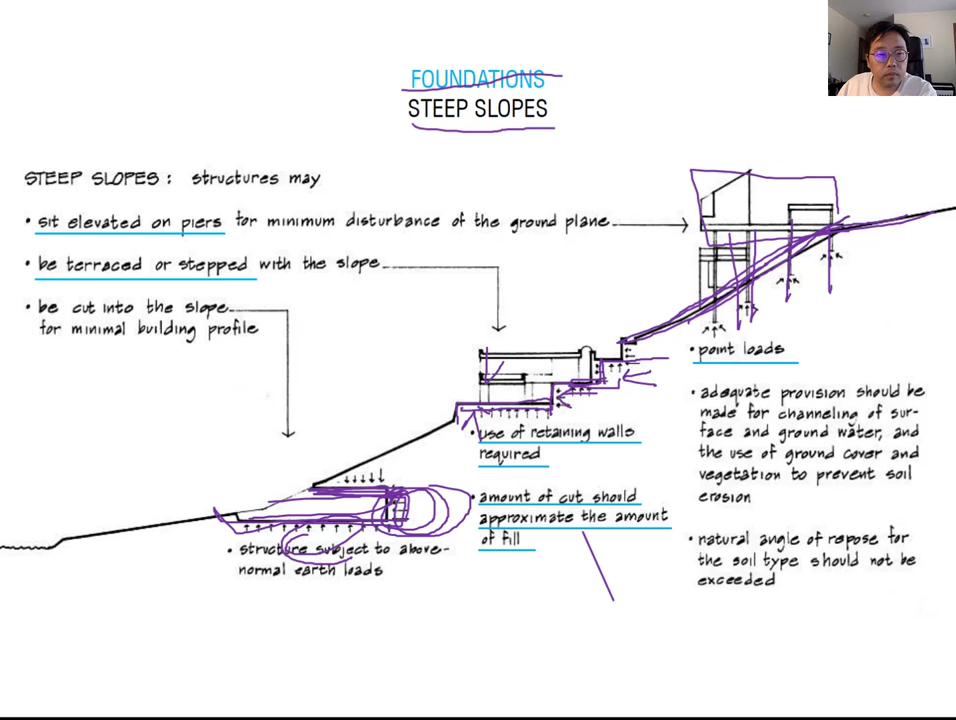 FOUNDATIONS
STEEP SLOPES
STEEP SLOPES: structures may
• sit elevated on piers for minimum disturbance of the ground plane
• be terraced or stepped with the slope
• be cut into the slope
for minimal building profile
• point loads
• adequate provision should be
made for channeling of sur-
face and ground water, and
the use of ground cover and
vegetation to prevent soil
erosion
• natural angle of repose for
the soil type should not be
exceeded
• use of retaining walls
required
• amount of cut should
approximate the amount
of fill
• structure subject to above-
normal earth loads